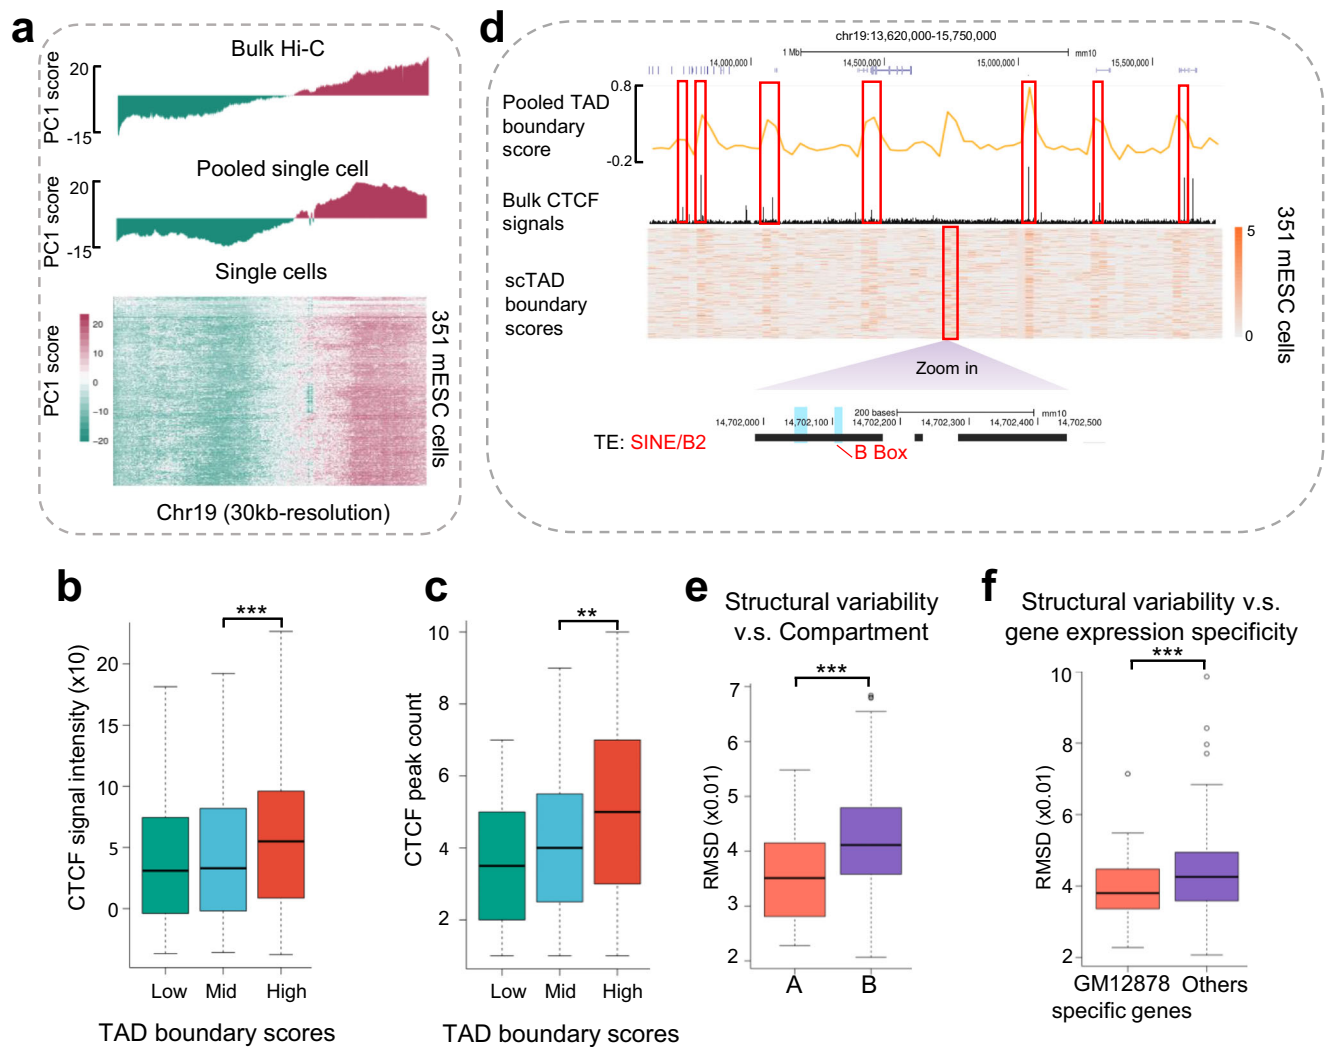 a
Bulk Hi-C
PC1 score
20
-15
Pooled single cell
PC1 score
20
-15
Single cells
PC1 score
20
10
0
−10
−20
351 mESC cells
Chr19 (30kb-resolution)
d
chr19:13,620,000-15,750,000
1 Mb
mm10
14,000,000
14,500,000
15,000,000
15,500,000
Pooled TAD
boundary
score
0.8
-0.2
Bulk CTCF
signals
scTAD
boundary
scores
5
0
351 mESC cells
Zoom in
200 bases
mm10
14,702,000
14,702,100
14,702,200
14,702,300
14,702,400
14,702,500
TE: SINE/B2
B Box
b
***
CTCF signal intensity (x10)
20
15
10
5
0
Low Mid High
TAD boundary scores
c
**
CTCF peak count
10
8
6
4
2
Low Mid High
TAD boundary scores
e
Structural variability
v.s. Compartment
***
RMSD (x0.01)
7
6
5
4
3
2
A B
f
Structural variability v.s.
gene expression specificity
***
RMSD (x0.01)
10
8
6
4
2
GM12878 Others
specific genes